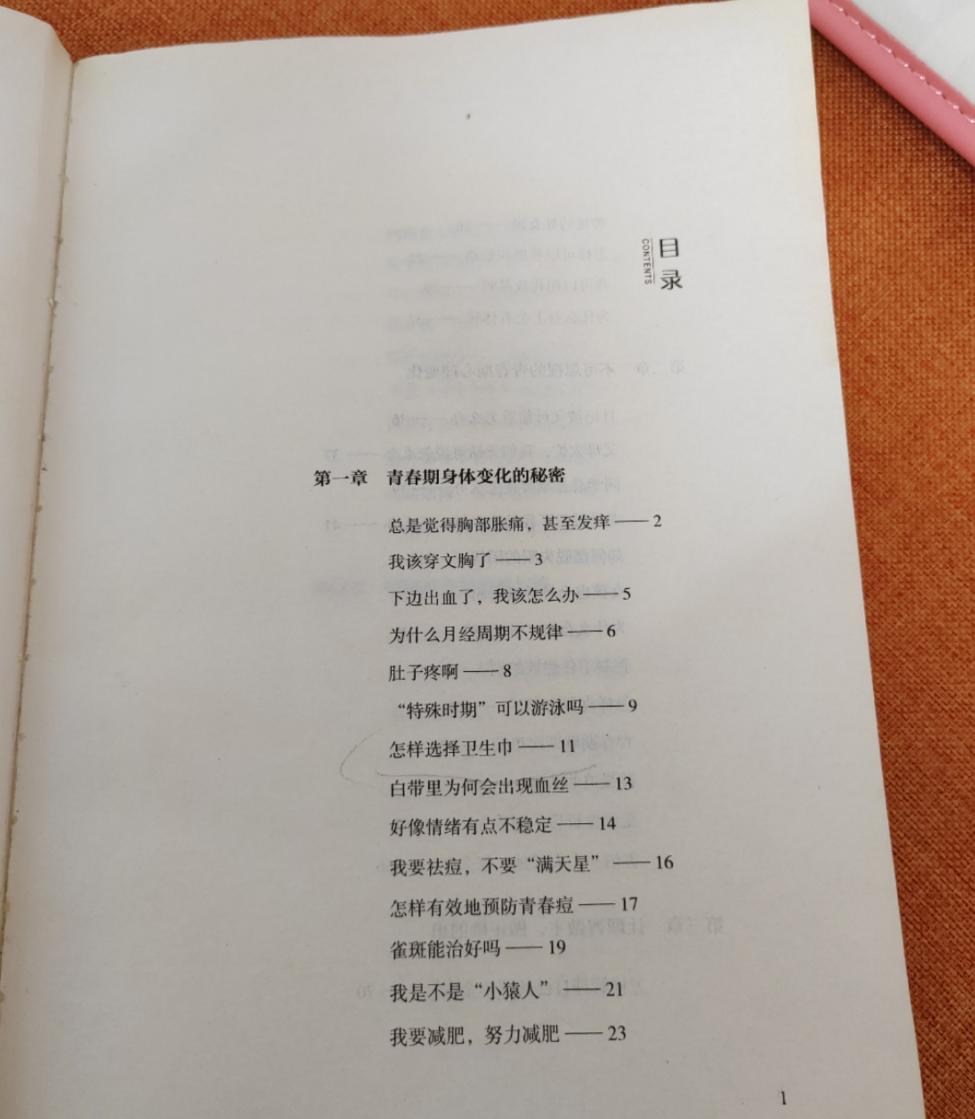 目录
CONTENTS
第一章 青春期身体变化的秘密
总是觉得胸部胀痛，甚至发痒——2
我该穿文胸了——3
下边出血了，我该怎么办——5
为什么月经周期不规律——6
肚子疼啊——8
“特殊时期”可以游泳吗——9
怎样选择卫生巾——11
白带里为何会出现血丝——13
好像情绪有点不稳定——14
我要祛痘，不要“满天星”——16
怎样有效地预防青春痘——17
雀斑能治好吗——19
我是不是“小猿人”——21
我要减肥，努力减肥——23
1